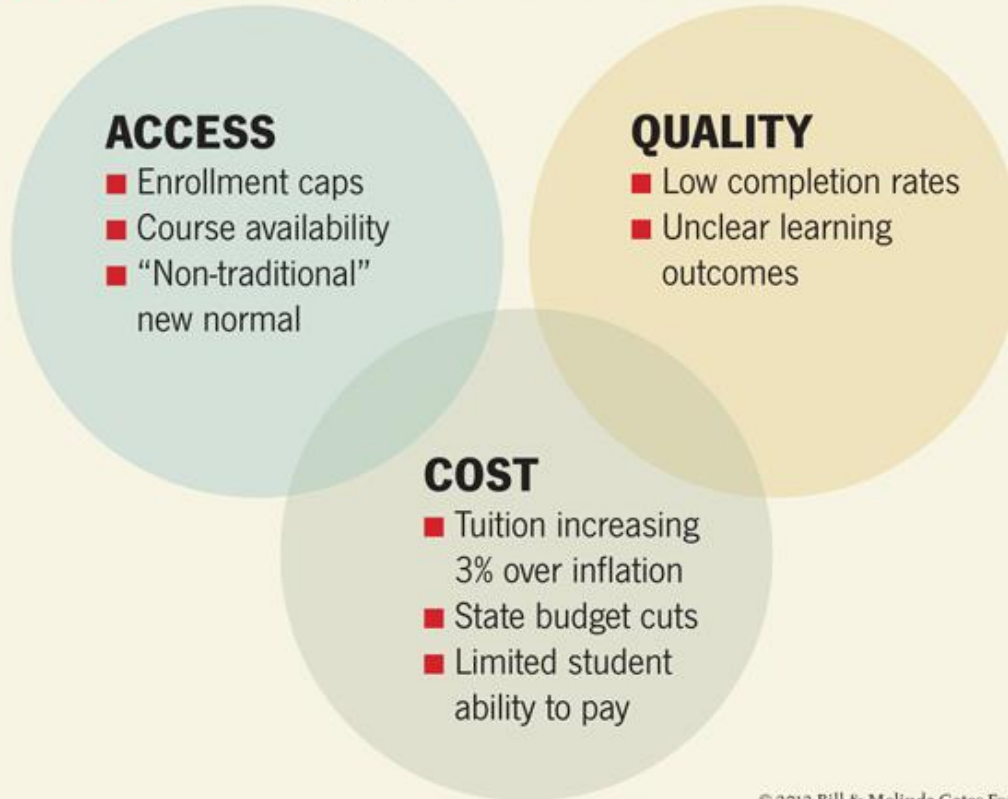 ACCESS
■ Enrollment caps
■ Course availability
■ “Non-traditional”
new normal
QUALITY
■ Low completion rates
■ Unclear learning
outcomes
COST
■ Tuition increasing
3% over inflation
■ State budget cuts
■ Limited student
ability to pay
© 2012 Bill & Melinda Gates